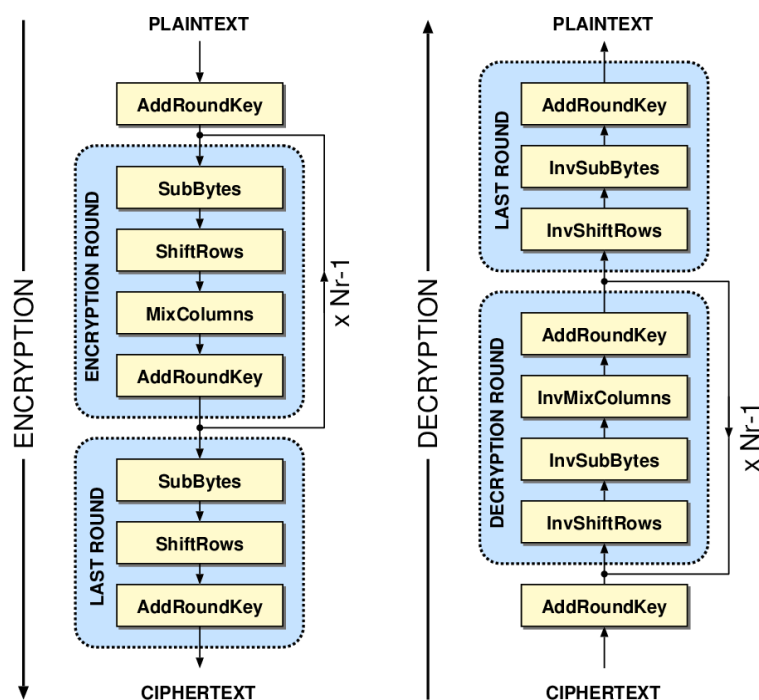 PLAINTEXT
AddRoundKey
SubBytes
ShiftRows
MixColumns
AddRoundKey
ENCRYPTION ROUND
x Nr-1
SubBytes
ShiftRows
AddRoundKey
LAST ROUND
CIPHERTEXT
ENCRYPTION
PLAINTEXT
AddRoundKey
InvSubBytes
InvShiftRows
LAST ROUND
AddRoundKey
InvMixColumns
InvSubBytes
InvShiftRows
DECRYPTION ROUND
x Nr-1
AddRoundKey
CIPHERTEXT
DECRYPTION